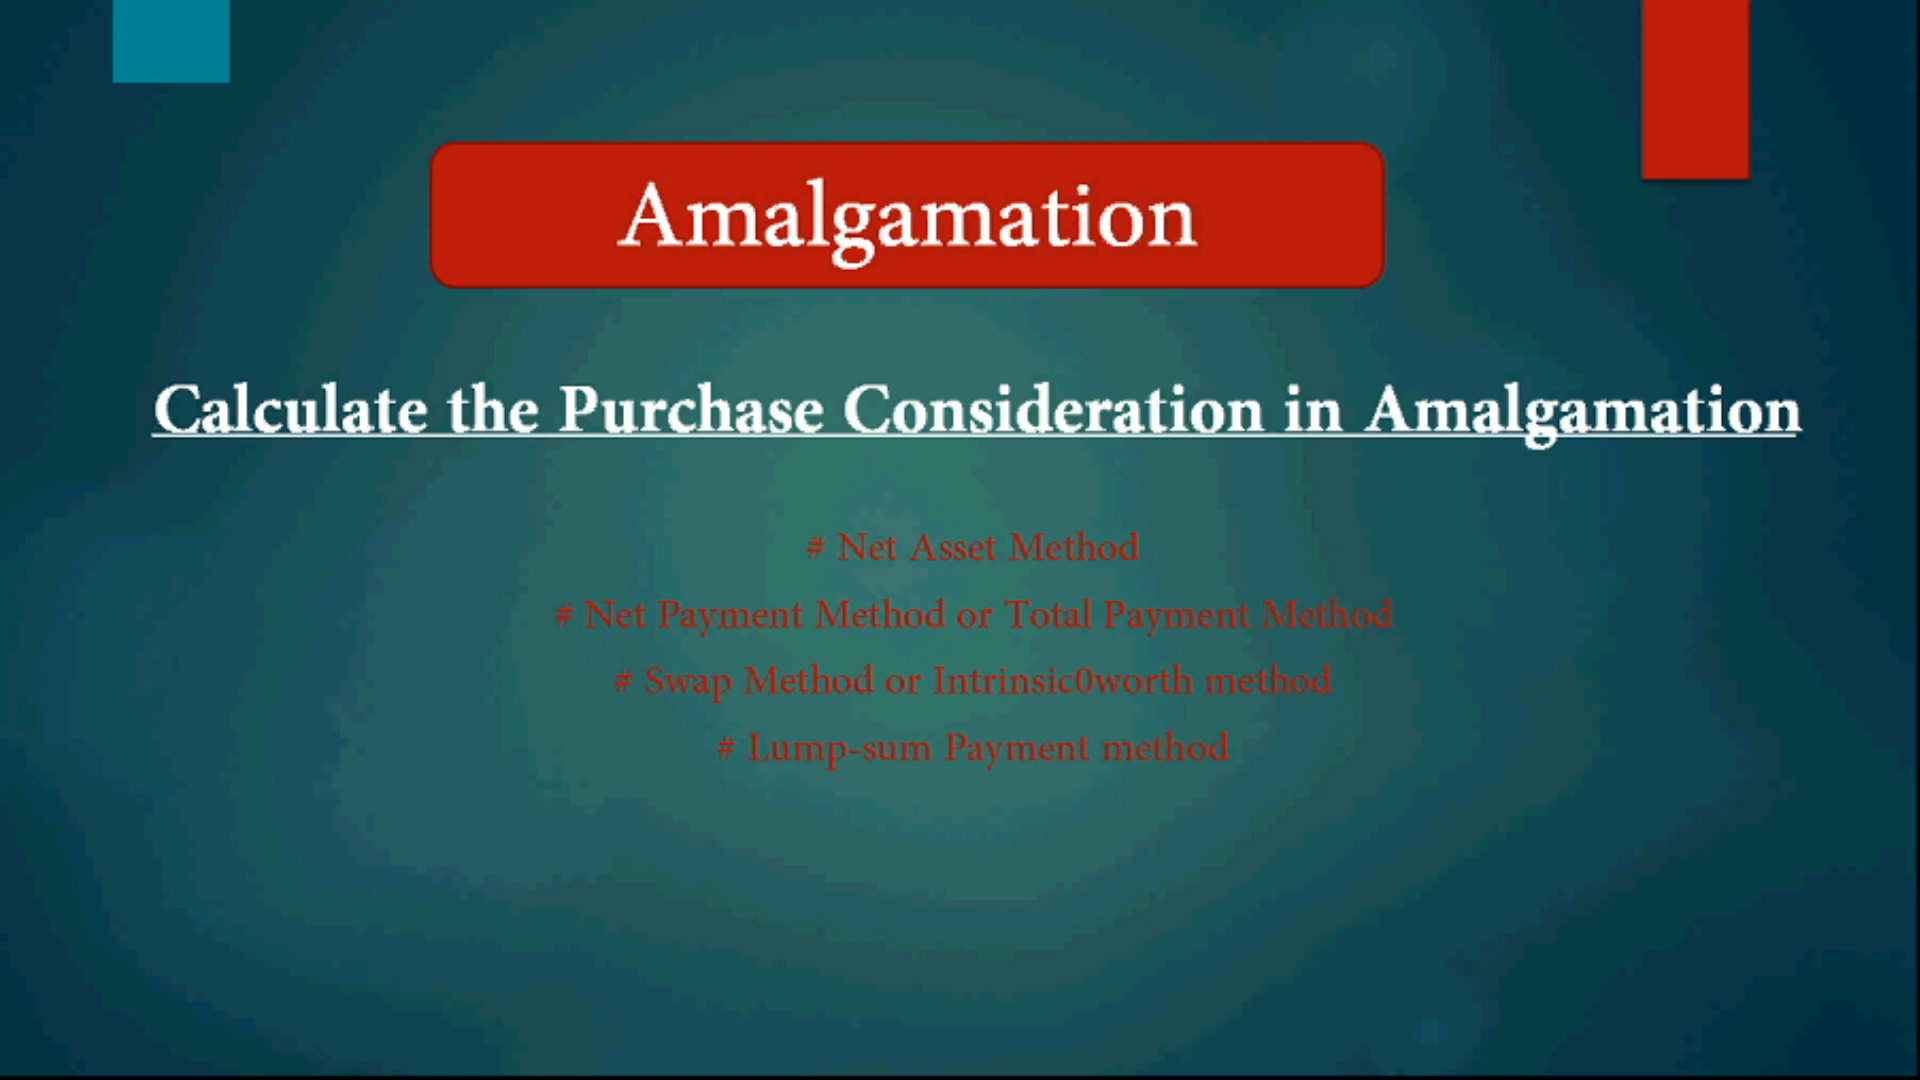 Amalgamation
Calculate the Purchase Consideration in Amalgamation
# Net Asset Method
# Net Payment Method or Total Payment Method
# Swap Method or Intrinsic0worth method
# Lump-sum Payment method